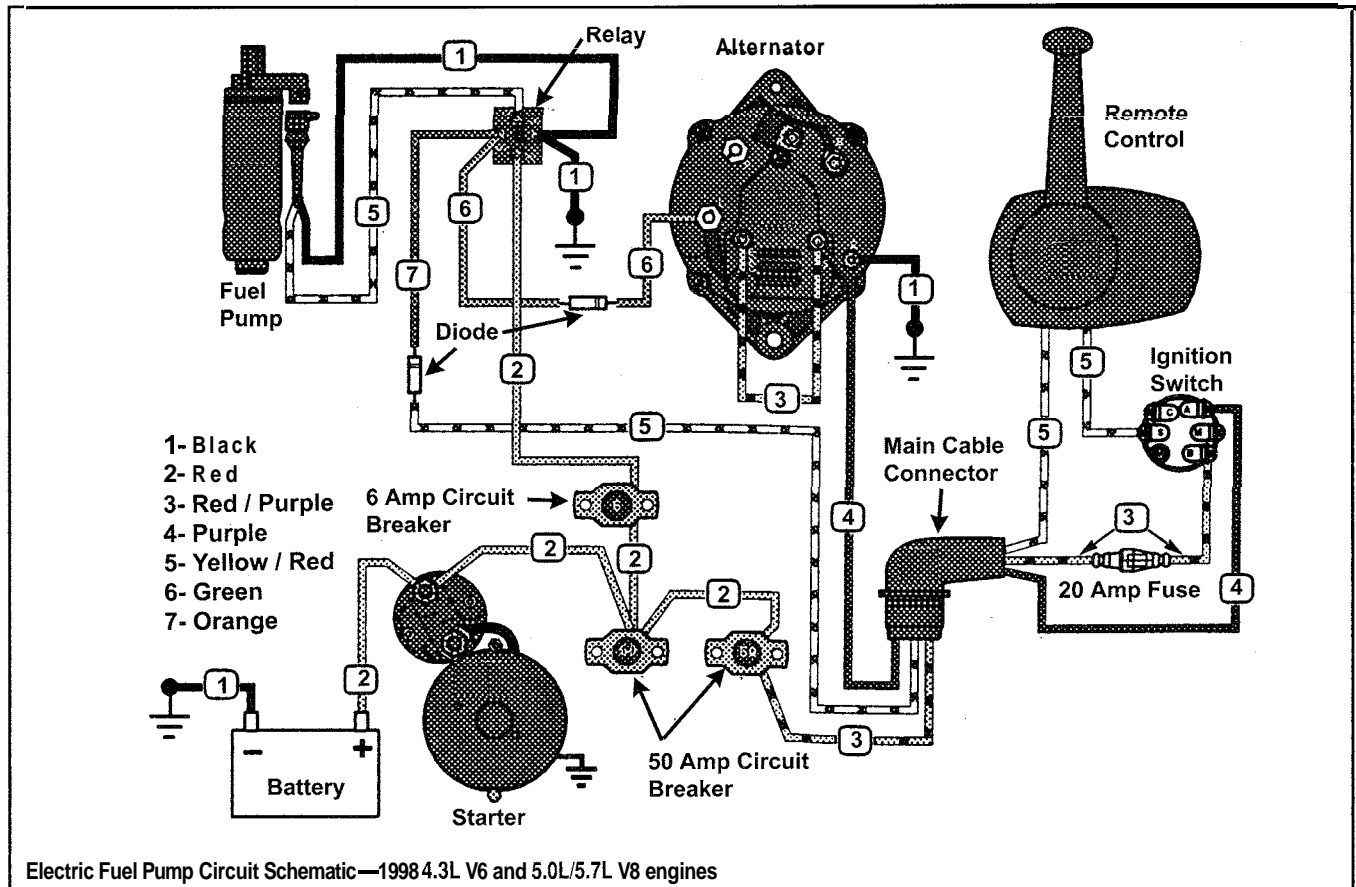 Relay
Alternator
Remote
Control
1
1
5
6
7
6
1
Fuel
Pump
Diode
2
3
5
5
Ignition
Switch
C
A
S
M
B
5
Main Cable
Connector
1- Black
2- Red
3- Red / Purple
4- Purple
5- Yellow / Red
6- Green
7- Orange
6 Amp Circuit
Breaker
4
3
20 Amp Fuse
4
2
2
2
2
1
3
-
+
Battery
Starter
50 Amp Circuit
Breaker
Electric Fuel Pump Circuit Schematic—1998 4.3L V6 and 5.0L/5.7L V8 engines